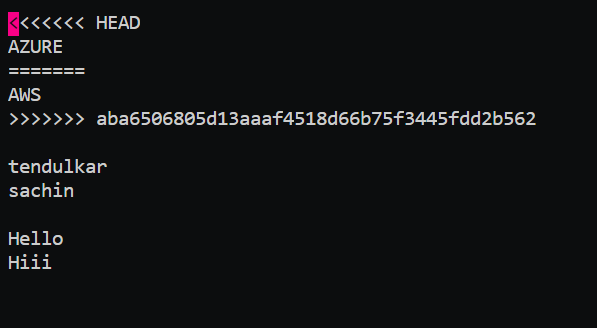 <<<<<<< HEAD
AZURE
=======
AWS
>>>>>>> aba6506805d13aaaf4518d66b75f3445fdd2b562
tendulkar
sachin
Hello
Hiii